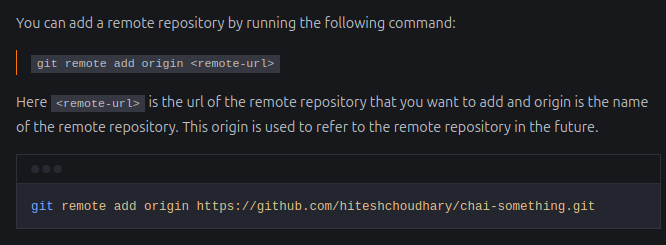 You can add a remote repository by running the following command:
git remote add origin <remote-url>
Here <remote-url> is the url of the remote repository that you want to add and origin is the name
of the remote repository. This origin is used to refer to the remote repository in the future.
git remote add origin https://github.com/hiteshchoudhary/chai-something.git